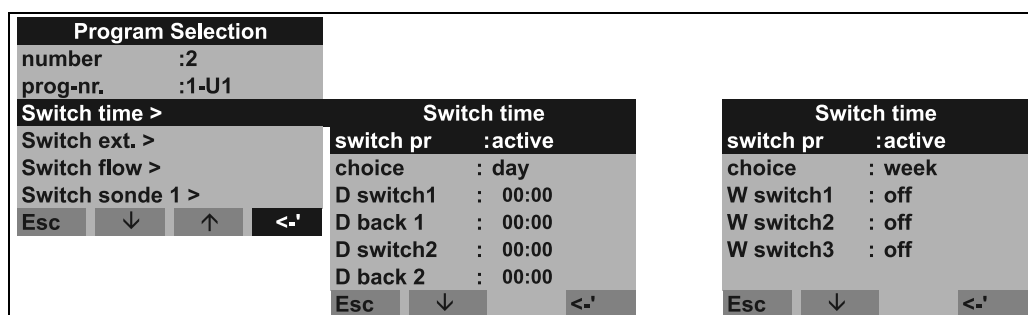 Program Selection
number :2
prog-nr. :1-U1
Switch time >
Switch ext. >
Switch flow >
Switch sonde 1 >
Esc ↓ ↑ <-'
Switch time
switch pr :active
choice : day
D switch1 : 00:00
D back 1 : 00:00
D switch2 : 00:00
D back 2 : 00:00
Esc ↓ <-'
Switch time
switch pr :active
choice : week
W switch1 : off
W switch2 : off
W switch3 : off
Esc ↓ <-'